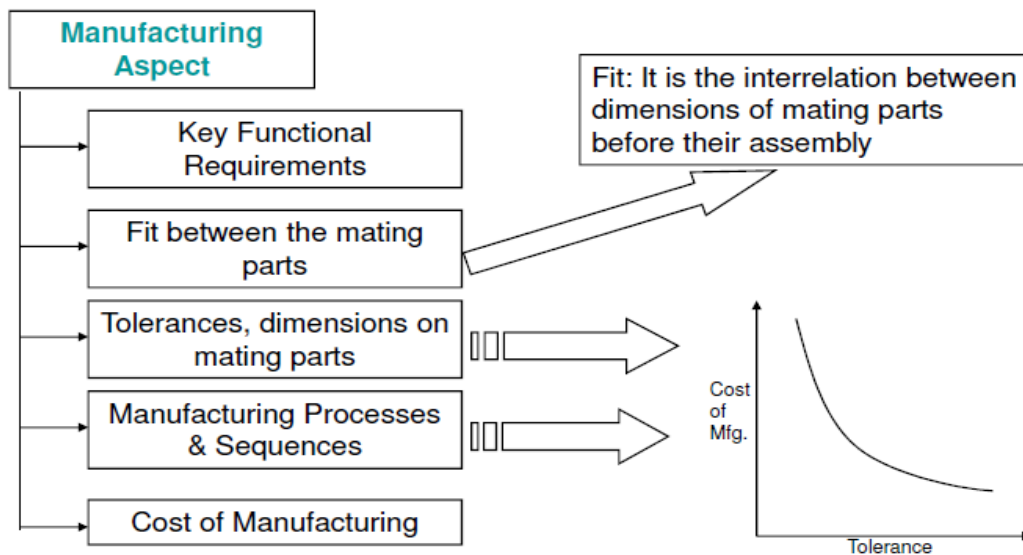 Manufacturing
Aspect
Fit: It is the interrelation between
dimensions of mating parts
before their assembly
Key Functional
Requirements
Fit between the mating
parts
Tolerances, dimensions on
mating parts
Manufacturing Processes
& Sequences
Cost of Manufacturing
Cost
of
Mfg.
Tolerance